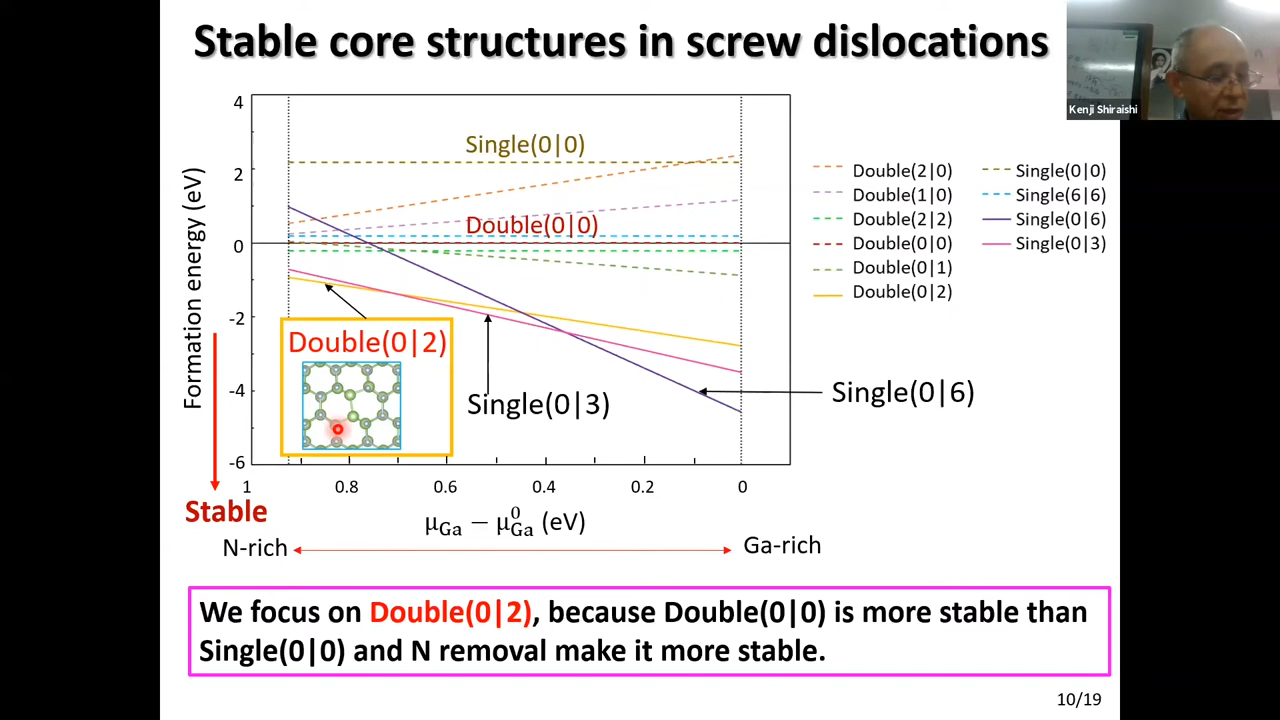 Stable core structures in screw dislocations
Kenji Shiraishi
4
2
0
-2
-4
-6
Formation energy (eV)
Stable
Single(0|0)
Double(0|0)
Double(0|2)
Single(0|3)
Single(0|6)
Double(2|0)
Double(1|0)
Double(2|2)
Double(0|0)
Double(0|1)
Double(0|2)
Single(0|0)
Single(6|6)
Single(0|6)
Single(0|3)
1 0.8 0.6 0.4 0.2 0
μGa − μ⁰Ga (eV)
N-rich
Ga-rich
We focus on Double(0|2), because Double(0|0) is more stable than
Single(0|0) and N removal make it more stable.
10/19